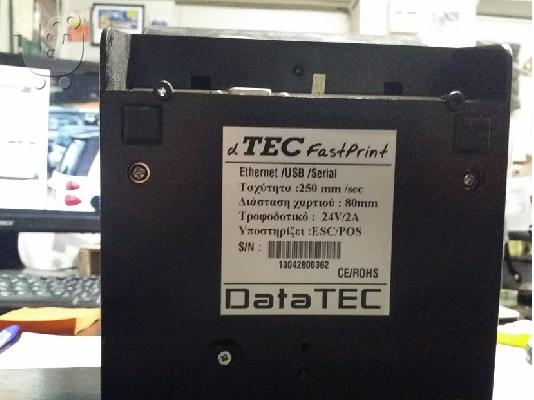 αTEC FastPrint
Ethernet /USB /Serial
Ταχύτητα :250 mm /sec
Διάσταση χαρτιού : 80mm
Τροφοδοτικό : 24V/2A
Υποστηρίζει :ESC/POS
S/N :
13042800362
CE/ROHS
DataTEC